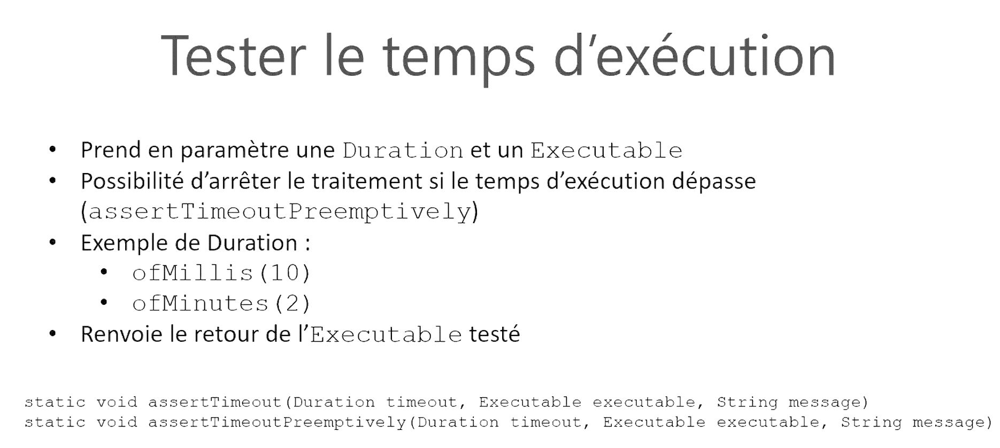 Tester le temps d’exécution
• Prend en paramètre une Duration et un Executable
• Possibilité d’arrêter le traitement si le temps d’exécution dépasse
(assertTimeoutPreemptively)
• Exemple de Duration :
• ofMillis(10)
• ofMinutes(2)
• Renvoie le retour de l’Executable testé
static void assertTimeout(Duration timeout, Executable executable, String message)
static void assertTimeoutPreemptively(Duration timeout, Executable executable, String message)